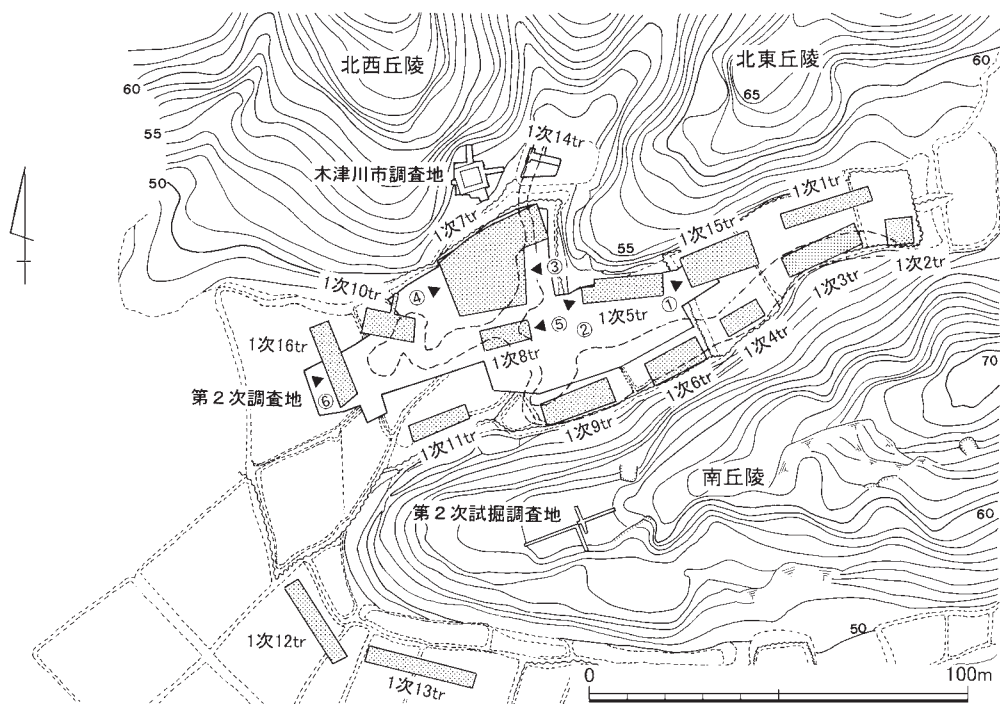 北西丘陵
北東丘陵
60
60
65
55
50
1次14tr
木津川市調査地
1次7tr
55
1次15tr
1次1tr
1次10tr
④
③
①
1次3tr
1次2tr
1次16tr
⑤
②
1次5tr
1次8tr
1次4tr
第2次調査地
⑥
1次6tr
70
1次11tr
1次9tr
南丘陵
第2次試掘調査地
60
1次12tr
50
1次13tr
0
100m